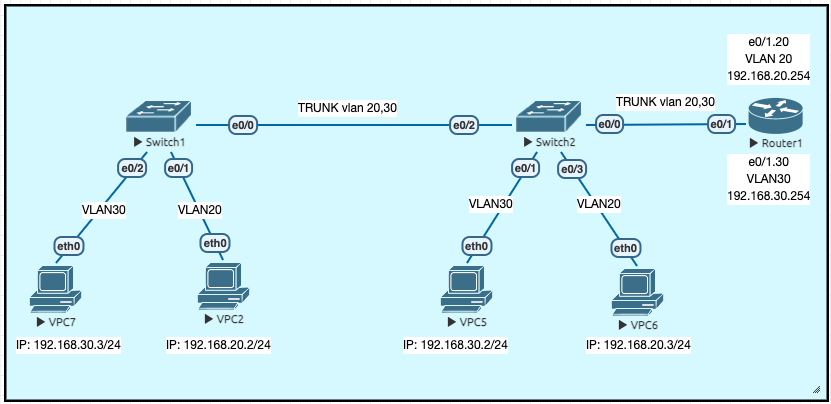 e0/1.20
VLAN 20
192.168.20.254
TRUNK vlan 20,30
TRUNK vlan 20,30
e0/0
e0/2
e0/0
e0/1
Switch1
Switch2
Router1
e0/2
e0/1
e0/1
e0/3
e0/1.30
VLAN30
192.168.30.254
VLAN30
VLAN20
VLAN30
VLAN20
eth0
eth0
eth0
eth0
VPC7
VPC2
VPC5
VPC6
IP: 192.168.30.3/24
IP: 192.168.20.2/24
IP: 192.168.30.2/24
IP: 192.168.20.3/24